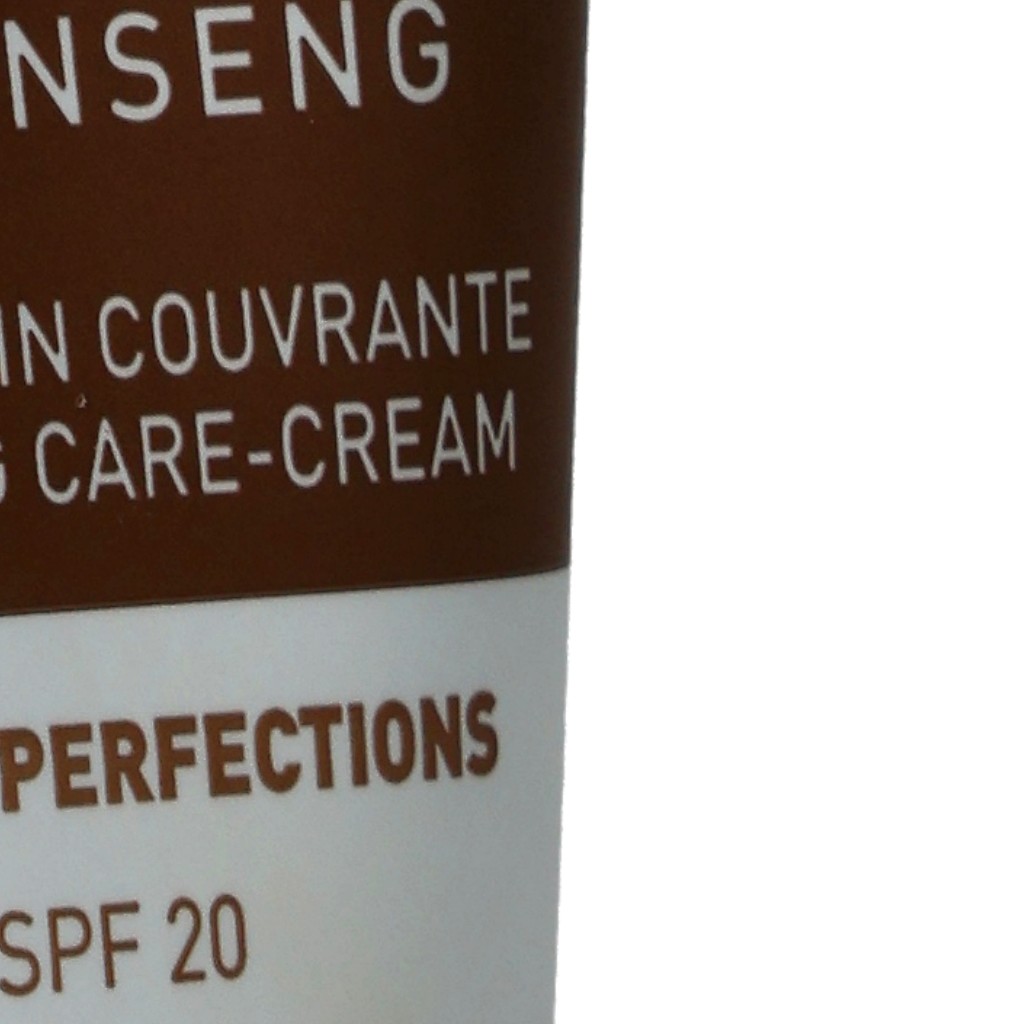 NSENG
IN COUVRANTE
G CARE-CREAM
PERFECTIONS
SPF 20